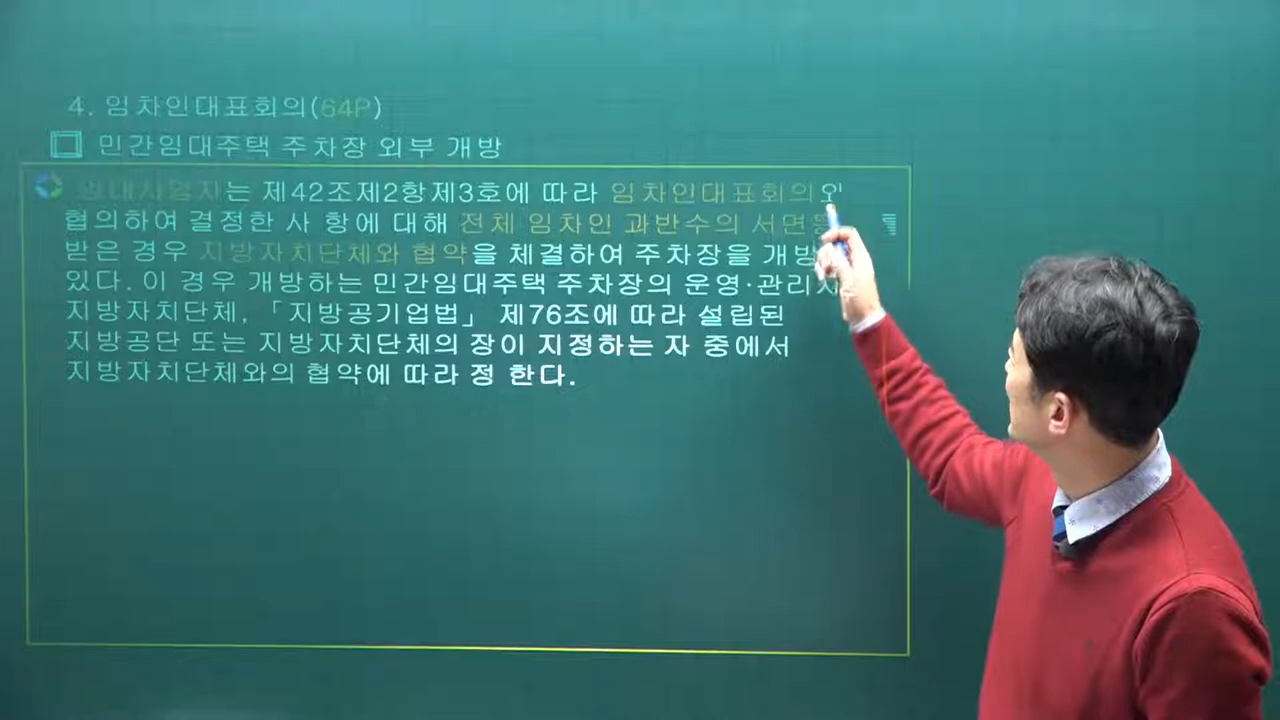 4. 임차인대표회의(64P)
민간임대주택 주차장 외부 개방
임대사업자는 제42조제2항제3호에 따라 임차인대표회의와
협의하여 결정한 사 항에 대해 전체 임차인 과반수의 서면
받은 경우 지방자치단체와 협약을 체결하여 주차장을
있다. 이 경우 개방하는 민간임대주택 주차장의 운영·관리
지방자치단체, 「지방공기업법」 제76조에 따라 설립된
지방공단 또는 지방자치단체의 장이 지정하는 자 중에서
지방자치단체와의 협약에 따라 정 한다.